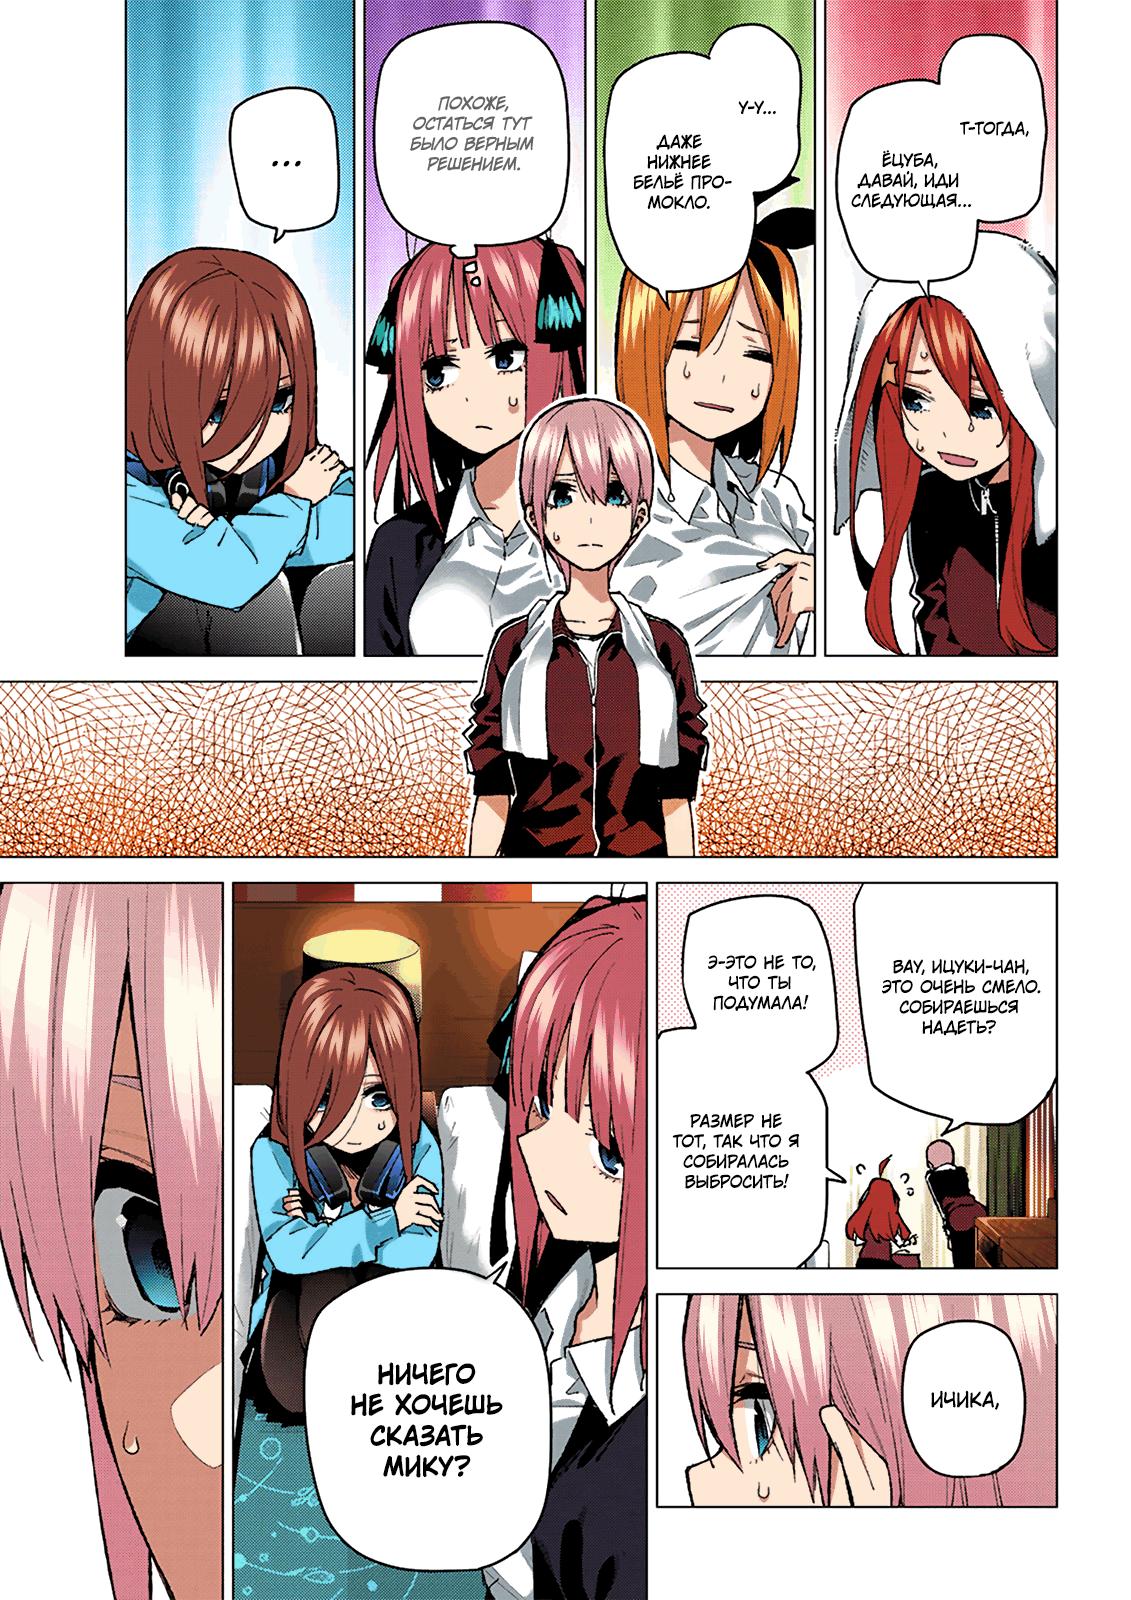 Т-ТОГДА,
ЁЦУБА,
ДАВАЙ, ИДИ
СЛЕДУЮЩАЯ...
У-У...
ДАЖЕ
НИЖНЕЕ
БЕЛЬЁ ПРО-
МОКЛО.
ПОХОЖЕ,
ОСТАТЬСЯ ТУТ
БЫЛО ВЕРНЫМ
РЕШЕНИЕМ.
...
ВАУ, ИЦУКИ-ЧАН,
ЭТО ОЧЕНЬ СМЕЛО.
СОБИРАЕШЬСЯ
НАДЕТЬ?
Э-ЭТО НЕ ТО,
ЧТО ТЫ
ПОДУМАЛА!
РАЗМЕР НЕ
ТОТ, ТАК ЧТО Я
СОБИРАЛАСЬ
ВЫБРОСИТЬ!
ИЧИКА,
НИЧЕГО
НЕ ХОЧЕШЬ
СКАЗАТЬ
МИКУ?